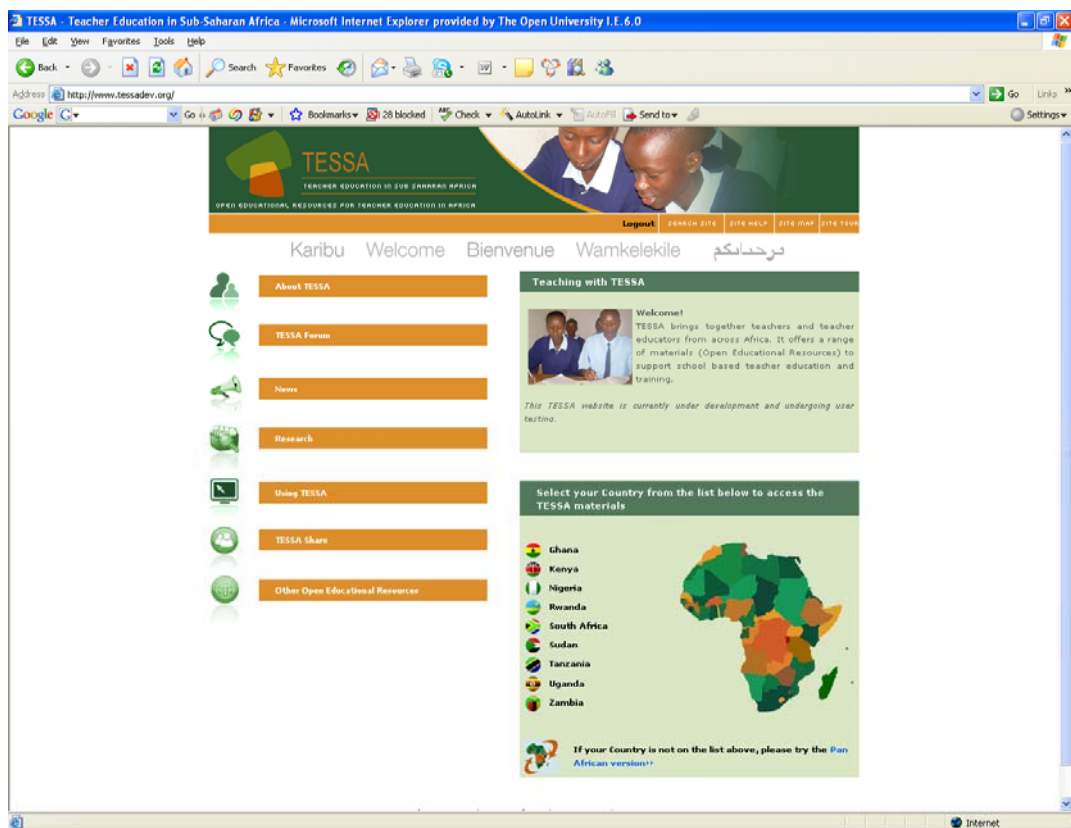 TESSA - Teacher Education in Sub-Saharan Africa - Microsoft Internet Explorer provided by The Open University I.E.6.0
File Edit View Favorites Tools Help
Back Search Favorites
Address http://www.tessadev.org/ Go Links »
Google G Go Bookmarks 28 blocked ABC Check AutoLink AutoFill Send to Settings
TESSA
TEACHER EDUCATION IN SUB SAHARAN AFRICA
OPEN EDUCATIONAL RESOURCES FOR TEACHER EDUCATION IN AFRICA
Logout SEARCH SITE SITE HELP SITE MAP SITE TOUR
Karibu Welcome Bienvenue Wamkelekile
About TESSA
TESSA Forum
News
Research
Using TESSA
TESSA Share
Other Open Educational Resources
Teaching with TESSA
Welcome!
TESSA brings together teachers and teacher
educators from across Africa. It offers a range
of materials (Open Educational Resources) to
support school based teacher education and
training.
This TESSA website is currently under development and undergoing user
testing.
Select your Country from the list below to access the
TESSA materials
Ghana
Kenya
Nigeria
Rwanda
South Africa
Sudan
Tanzania
Uganda
Zambia
If your Country is not on the list above, please try the Pan
African version››
Internet